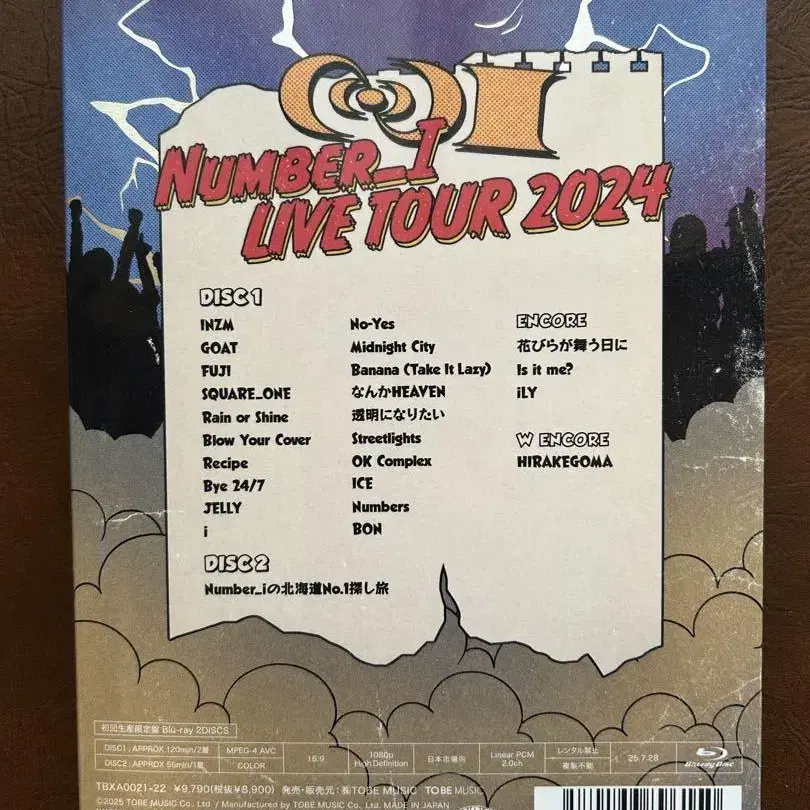 NUMBER_I
LIVE TOUR 2024
DISC 1
INZM
GOAT
FUJI
SQUARE_ONE
Rain or Shine
Blow Your Cover
Recipe
Bye 24/7
JELLY
i
No-Yes
Midnight City
Banana (Take It Lazy)
なんかHEAVEN
透明になりたい
Streetlights
OK Complex
ICE
Numbers
BON
ENCORE
花びらが舞う日に
Is it me?
iLY
W ENCORE
HIRAKEGOMA
DISC 2
Number_iの北海道No.1探し旅
初回生産限定盤 Blu-ray 2DISCS
DISC1 : APPROX 120min/2層
DISC2 : APPROX 55min/1層
MPEG-4 AVC
COLOR
16:9
1080p
High Definition
日本市場向
Linear PCM
2.0ch
レンタル禁止
複製不能
25.7.28
Blu-ray Disc
TBXA0021-22 ¥9,790(税抜¥8,900) 発売・販売元:(株)TOBE MUSIC TOBE MUSIC
©2025 TOBE MUSIC Co. Ltd. / Manufactured by TOBE MUSIC Co. Ltd. MADE IN JAPAN